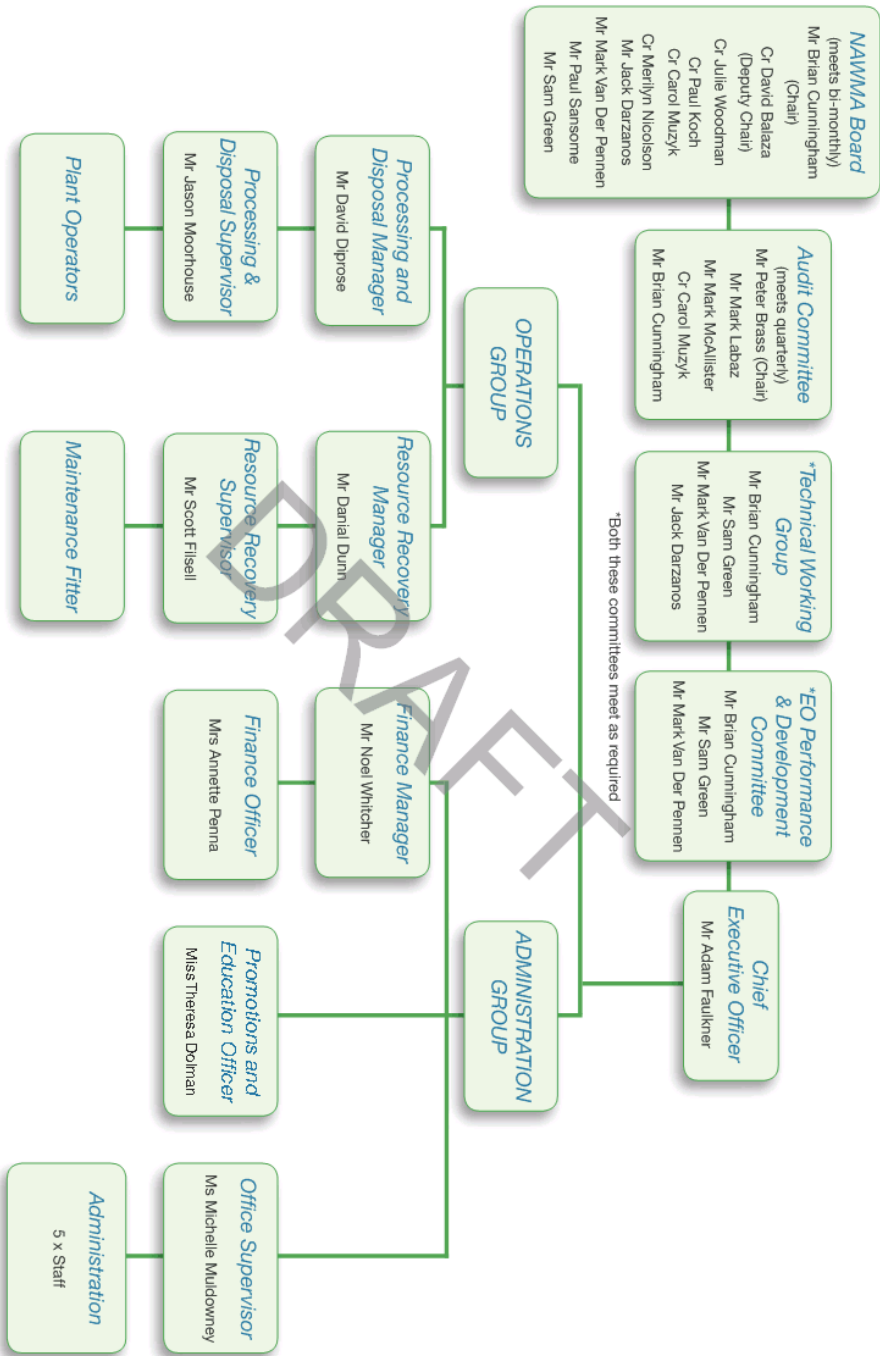 NAWMA Board
(meets bi-monthly)
Mr Brian Cunningham
(Chair)
Cr David Balaza
(Deputy Chair)
Cr Julie Woodman
Cr Paul Koch
Cr Carol Muzyk
Cr Merilyn Nicolson
Mr Jack Darzanos
Mr Mark Van Der Pennen
Mr Paul Sansome
Mr Sam Green
Audit Committee
(meets quarterly)
Mr Peter Brass (Chair)
Mr Mark Labaz
Mr Mark McAllister
Cr Carol Muzyk
Mr Brian Cunningham
*Technical Working
Group
Mr Brian Cunningham
Mr Sam Green
Mr Mark Van Der Pennen
Mr Jack Darzanos
*EO Performance
& Development
Committee
Mr Brian Cunningham
Mr Sam Green
Mr Mark Van Der Pennen
Chief
Executive Officer
Mr Adam Faulkner
*Both these committees meet as required
OPERATIONS
GROUP
ADMINISTRATION
GROUP
Processing and
Disposal Manager
Mr David Diprose
Resource Recovery
Manager
Mr Danial Dunn
Finance Manager
Mr Noel Whitcher
Processing &
Disposal Supervisor
Mr Jason Moorhouse
Resource Recovery
Supervisor
Mr Scott Filsell
Finance Officer
Mrs Annette Penna
Promotions and
Education Officer
Miss Theresa Dolman
Office Supervisor
Ms Michelle Muldowney
Plant Operators
Maintenance Fitter
Administration
5 x Staff
DRAFT